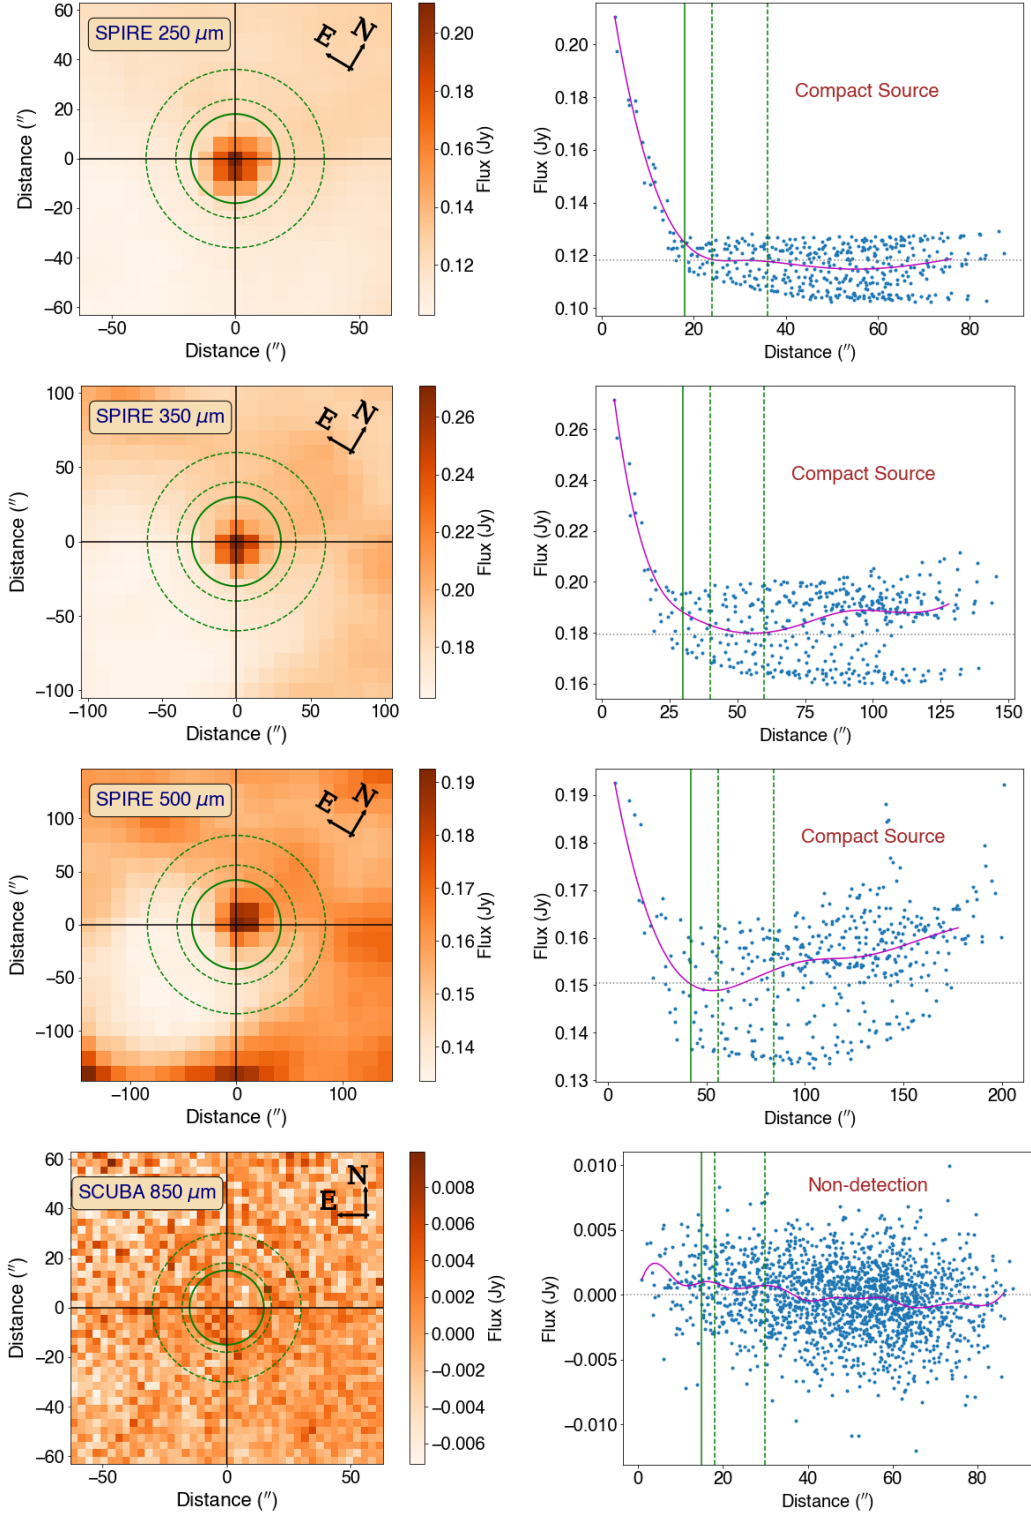 SPIRE 250 μm
E N
60
40
20
0
−20
−40
−60
−50 0 50
Distance (″)
Distance (″)
0.20
0.18
0.16
0.14
0.12
Flux (Jy)
Compact Source
0.20
0.18
0.16
0.14
0.12
0.10
Flux (Jy)
0 20 40 60 80
Distance (″)
SPIRE 350 μm
E N
100
50
0
−50
−100
−100 −50 0 50 100
Distance (″)
Distance (″)
0.26
0.24
0.22
0.20
0.18
Flux (Jy)
Compact Source
0.26
0.24
0.22
0.20
0.18
0.16
Flux (Jy)
0 25 50 75 100 125 150
Distance (″)
SPIRE 500 μm
E N
100
50
0
−50
−100
−100 0 100
Distance (″)
Distance (″)
0.19
0.18
0.17
0.16
0.15
0.14
Flux (Jy)
Compact Source
0.19
0.18
0.17
0.16
0.15
0.14
0.13
Flux (Jy)
0 50 100 150 200
Distance (″)
SCUBA 850 μm
N
E
60
40
20
0
−20
−40
−60
−50 0 50
Distance (″)
Distance (″)
0.008
0.006
0.004
0.002
0.000
−0.002
−0.004
−0.006
Flux (Jy)
Non-detection
0.010
0.005
0.000
−0.005
−0.010
Flux (Jy)
0 20 40 60 80
Distance (″)